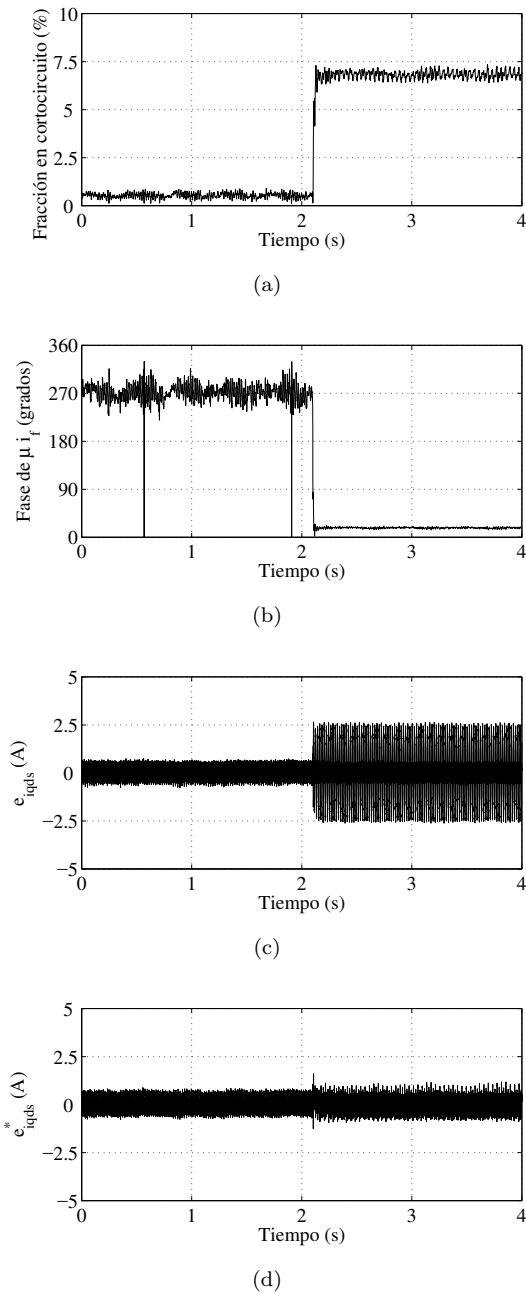 10
7.5
5
2.5
0
Fracción en cortocircuito (%)
0 1 2 3 4
Tiempo (s)
(a)
360
270
180
90
0
Fase de μ i_f (grados)
0 1 2 3 4
Tiempo (s)
(b)
5
2.5
0
−2.5
−5
e_iqds (A)
0 1 2 3 4
Tiempo (s)
(c)
5
2.5
0
−2.5
−5
e*_iqds (A)
0 1 2 3 4
Tiempo (s)
(d)